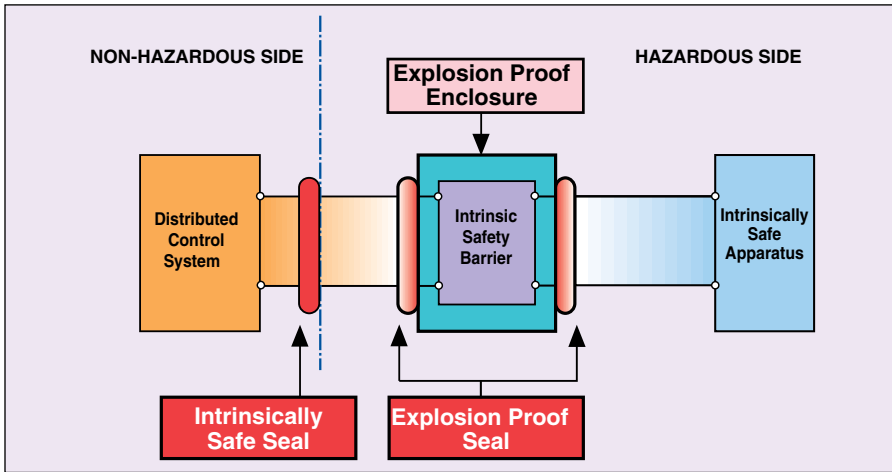 NON-HAZARDOUS SIDE
HAZARDOUS SIDE
Explosion Proof
Enclosure
Distributed
Control
System
Intrinsic
Safety
Barrier
Intrinsically
Safe
Apparatus
Intrinsically
Safe Seal
Explosion Proof
Seal